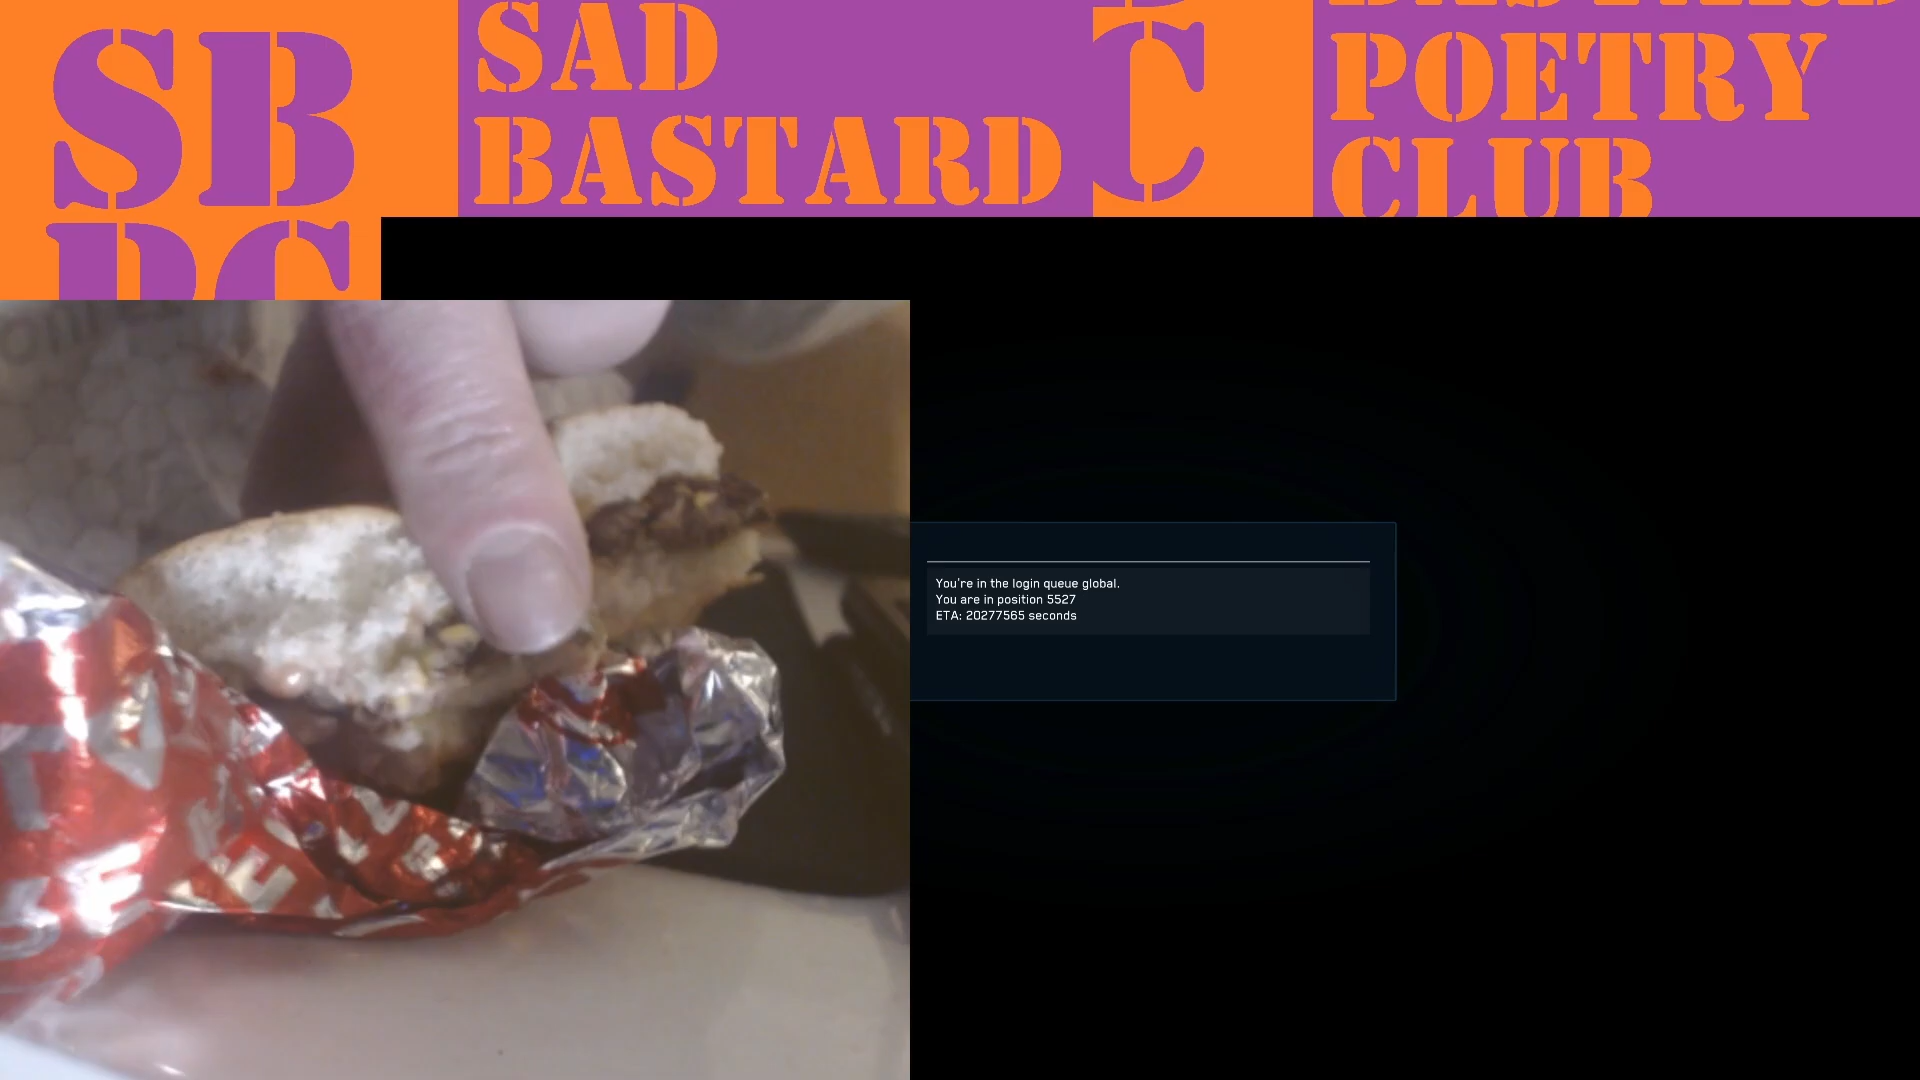 SB
PC
SAD
BASTARD
C
POETRY
CLUB
You're in the login queue global.
You are in position 5527
ETA: 20277565 seconds